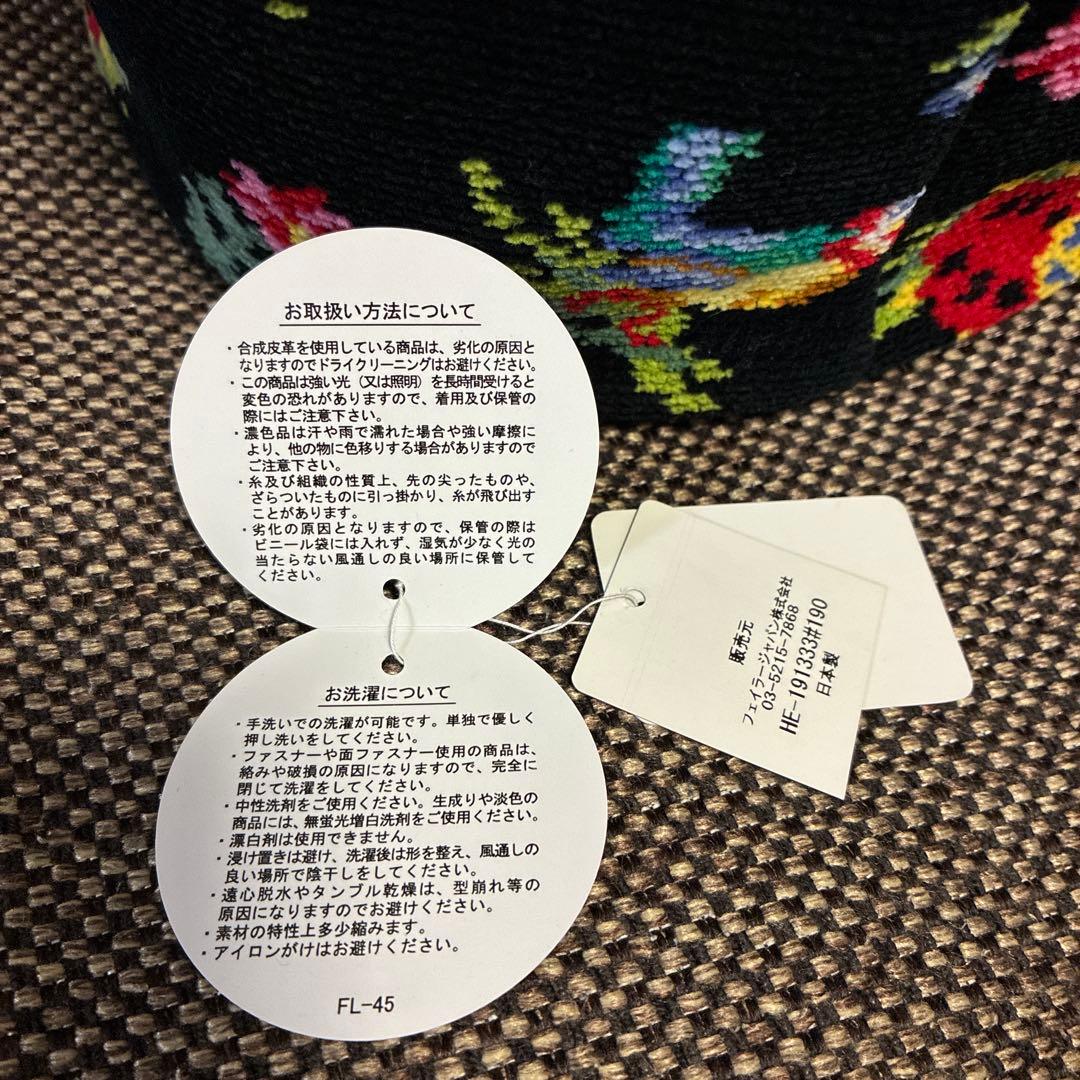 お取扱い方法について
・合成皮革を使用している商品は、劣化の原因と
なりますのでドライクリーニングはお避けください。
・この商品は強い光（又は照明）を長時間受けると
変色の恐れがありますので、着用及び保管の
際にはご注意下さい。
・濃色品は汗や雨で濡れた場合や強い摩擦に
より、他の物に色移りする場合がありますので
ご注意下さい。
・糸及び組織の性質上、先の尖ったものや、
ざらついたものに引っ掛かり、糸が飛び出す
ことがあります。
・劣化の原因となりますので、保管の際は
ビニール袋には入れず、湿気が少なく光の
当たらない風通しの良い場所に保管して
ください。
お洗濯について
・手洗いでの洗濯が可能です。単独で優しく
押し洗いをしてください。
・ファスナーや面ファスナー使用の商品は、
絡みや破損の原因になりますので、完全に
閉じて洗濯をしてください。
・中性洗剤をご使用ください。生成りや淡色の
商品には、無蛍光増白洗剤をご使用ください。
・漂白剤は使用できません。
・浸け置きは避け、洗濯後は形を整え、風通しの
良い場所で陰干しをしてください。
・遠心脱水やタンブル乾燥は、型崩れ等の
原因になりますのでお避けください。
・素材の特性上多少縮みます。
・アイロンがけはお避けください。
FL-45
販売元
フェイラージャパン株式会社
03-5215-7868
HE-191333#190
日本製